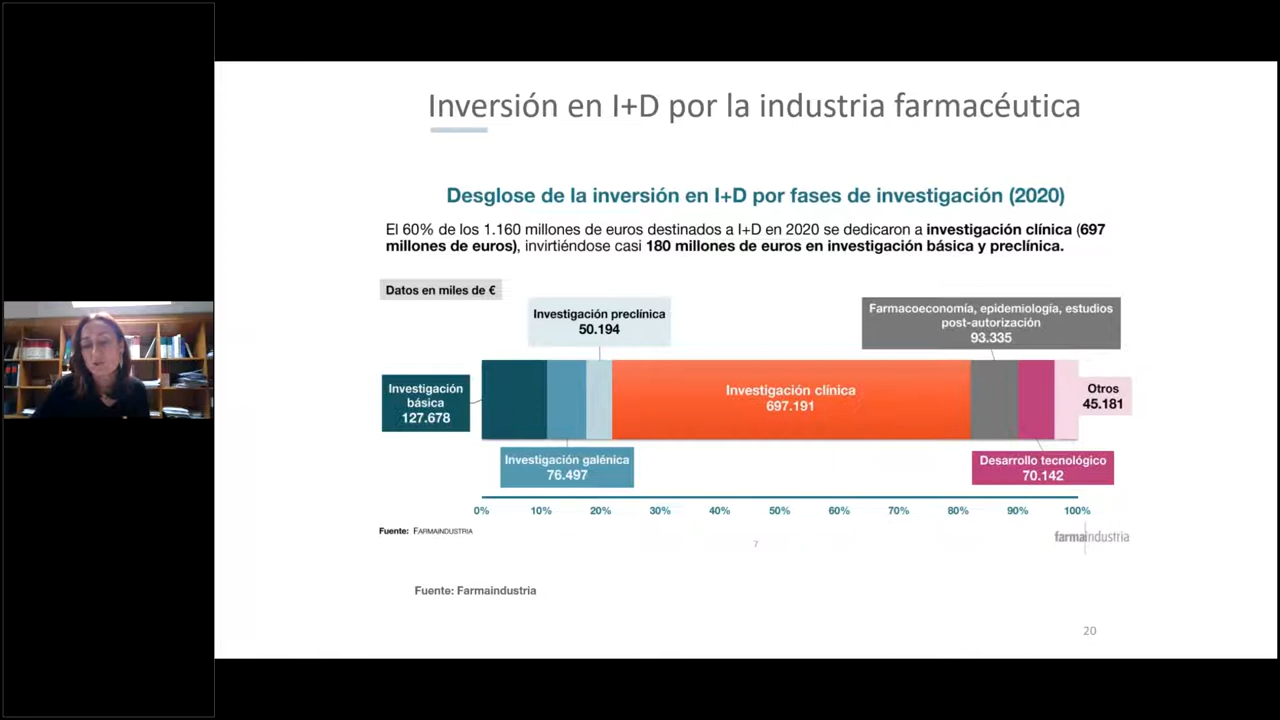 Inversión en I+D por la industria farmacéutica
Desglose de la inversión en I+D por fases de investigación (2020)
El 60% de los 1.160 millones de euros destinados a I+D en 2020 se dedicaron a investigación clínica (697
millones de euros), invirtiéndose casi 180 millones de euros en investigación básica y preclínica.
Datos en miles de €
Investigación preclínica
50.194
Farmacoeconomía, epidemiología, estudios
post-autorización
93.335
Investigación
básica
127.678
Investigación clínica
697.191
Otros
45.181
Investigación galénica
76.497
Desarrollo tecnológico
70.142
0% 10% 20% 30% 40% 50% 60% 70% 80% 90% 100%
Fuente: FARMAINDUSTRIA
farmaindustria
7
Fuente: Farmaindustria
20